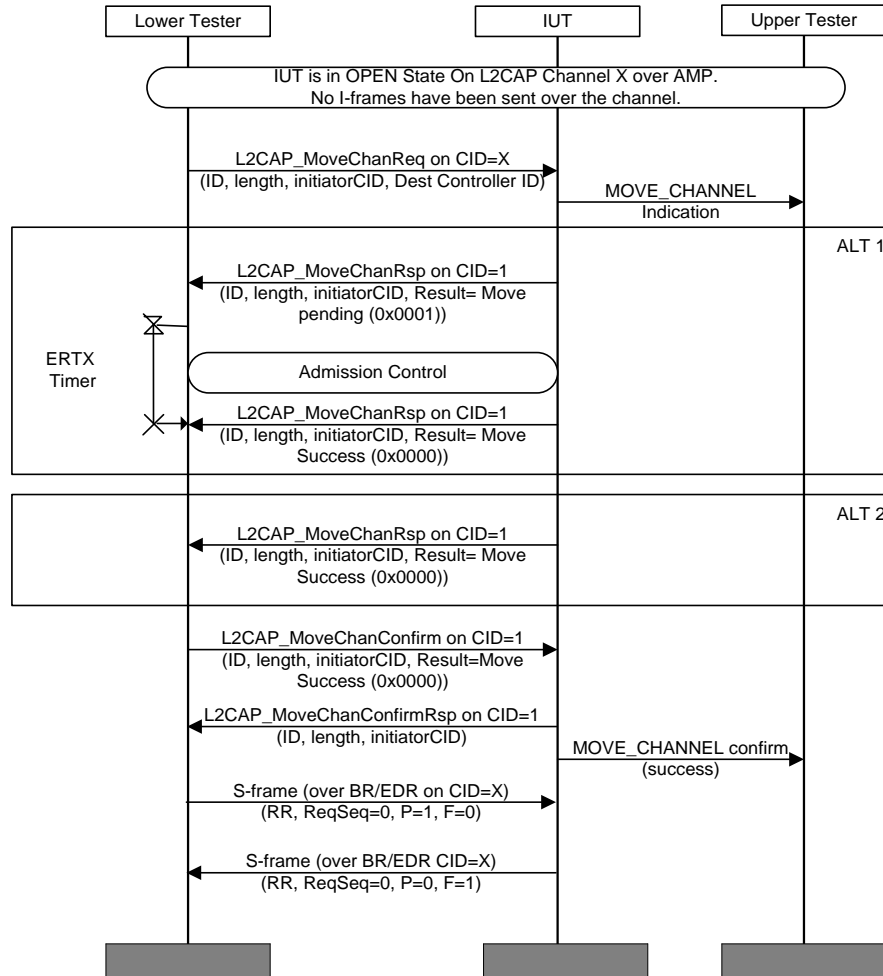 Lower Tester
IUT
Upper Tester
IUT is in OPEN State On L2CAP Channel X over AMP.
No I-frames have been sent over the channel.
L2CAP_MoveChanReq on CID=X
(ID, length, initiatorCID, Dest Controller ID)
MOVE_CHANNEL
Indication
ALT 1
L2CAP_MoveChanRsp on CID=1
(ID, length, initiatorCID, Result= Move
pending (0x0001))
ERTX
Timer
Admission Control
L2CAP_MoveChanRsp on CID=1
(ID, length, initiatorCID, Result= Move
Success (0x0000))
ALT 2
L2CAP_MoveChanRsp on CID=1
(ID, length, initiatorCID, Result= Move
Success (0x0000))
L2CAP_MoveChanConfirm on CID=1
(ID, length, initiatorCID, Result=Move
Success (0x0000))
L2CAP_MoveChanConfirmRsp on CID=1
(ID, length, initiatorCID)
MOVE_CHANNEL confirm
(success)
S-frame (over BR/EDR on CID=X)
(RR, ReqSeq=0, P=1, F=0)
S-frame (over BR/EDR CID=X)
(RR, ReqSeq=0, P=0, F=1)